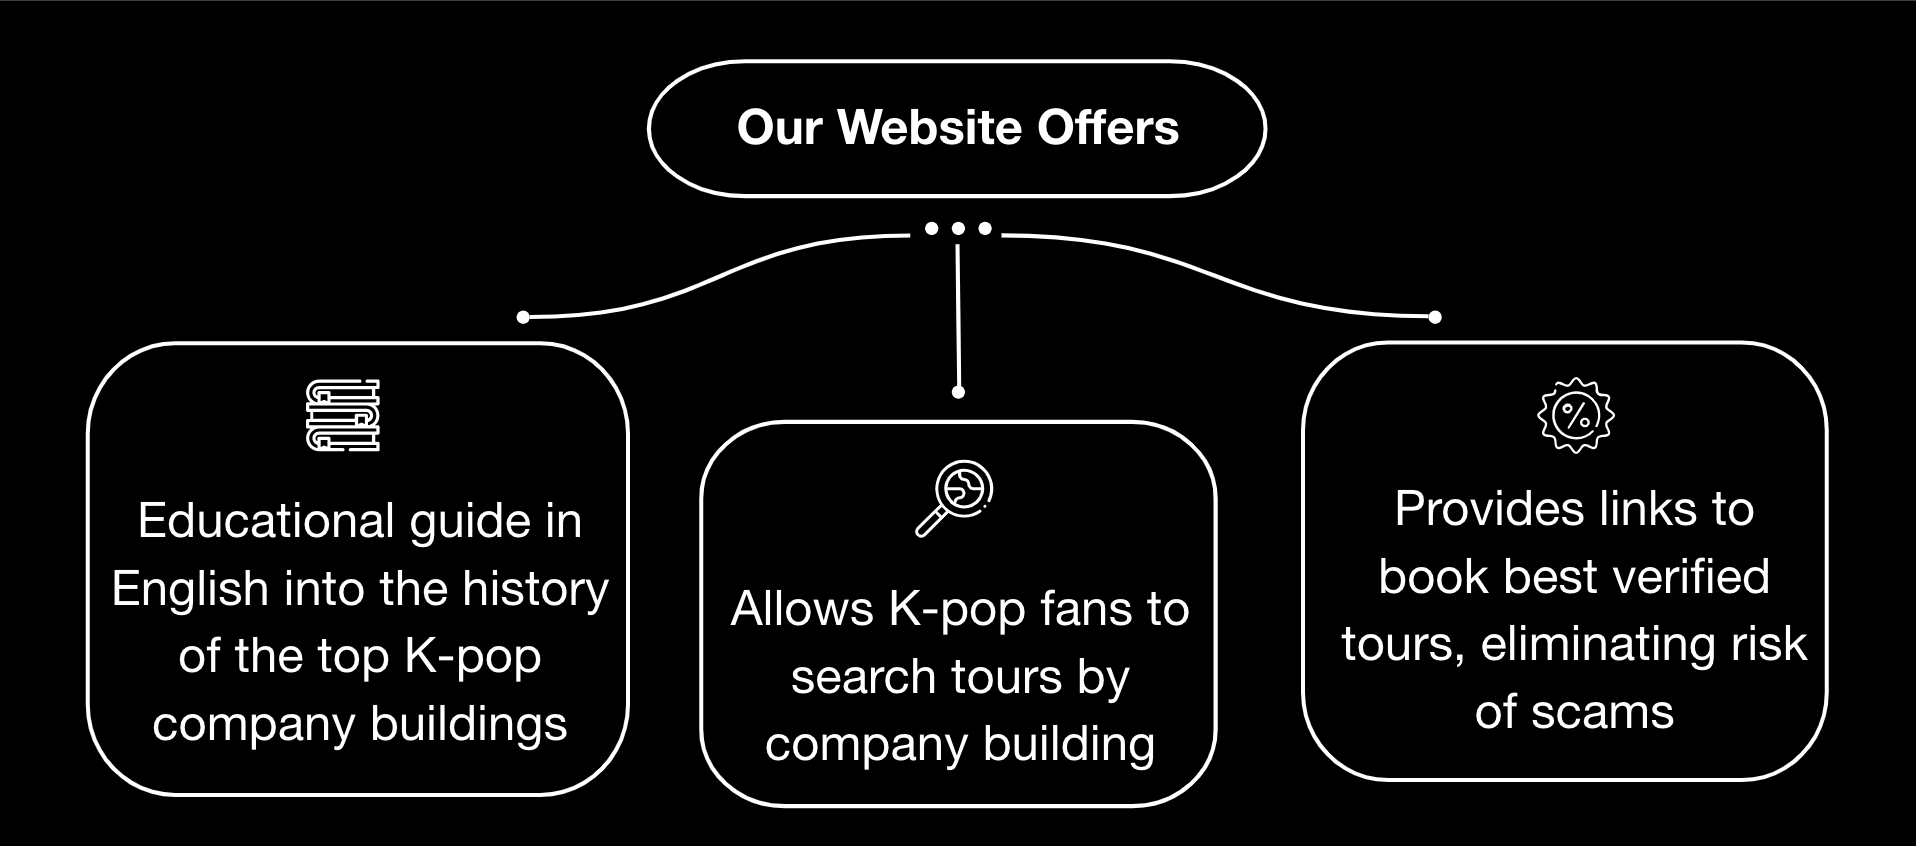 Our Website Offers
Educational guide in
English into the history
of the top K-pop
company buildings
Allows K-pop fans to
search tours by
company building
Provides links to
book best verified
tours, eliminating risk
of scams